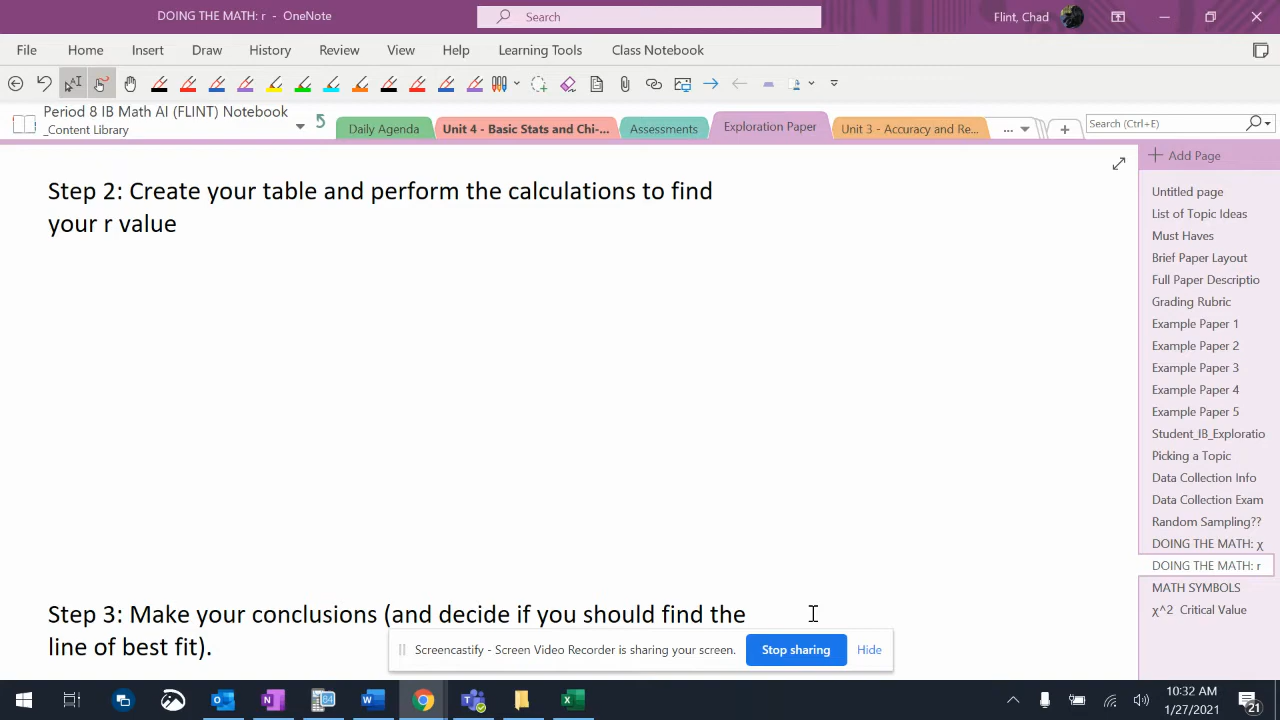 DOING THE MATH: r - OneNote
Search
Flint, Chad
File Home Insert Draw History Review View Help Learning Tools Class Notebook
Period 8 IB Math AI (FLINT) Notebook
_Content Library
Daily Agenda
Unit 4 - Basic Stats and Chi-...
Assessments
Exploration Paper
Unit 3 - Accuracy and Re...
...
Search (Ctrl+E)
Add Page
Step 2: Create your table and perform the calculations to find
your r value
Untitled page
List of Topic Ideas
Must Haves
Brief Paper Layout
Full Paper Descriptio
Grading Rubric
Example Paper 1
Example Paper 2
Example Paper 3
Example Paper 4
Example Paper 5
Student_IB_Exploratio
Picking a Topic
Data Collection Info
Data Collection Exam
Random Sampling??
DOING THE MATH: χ
DOING THE MATH: r
MATH SYMBOLS
χ^2 Critical Value
Step 3: Make your conclusions (and decide if you should find the
line of best fit).
Screencastify - Screen Video Recorder is sharing your screen.
Stop sharing
Hide
84
10:32 AM
1/27/2021
21